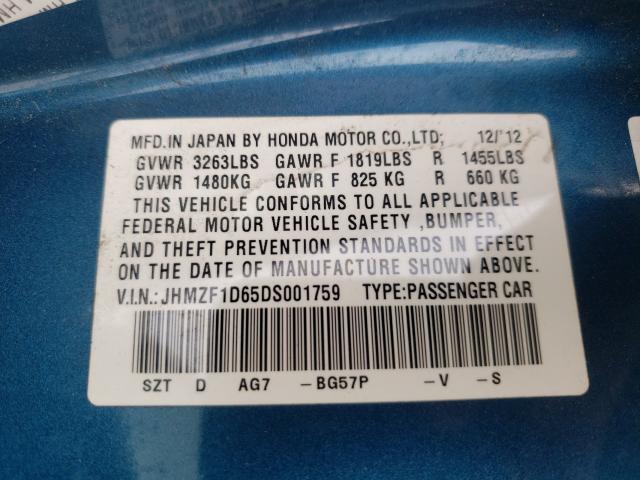 MFD.IN JAPAN BY HONDA MOTOR CO.,LTD; 12/'12
GVWR 3263LBS GAWR F 1819LBS R 1455LBS
GVWR 1480KG GAWR F 825 KG R 660 KG
THIS VEHICLE CONFORMS TO ALL APPLICABLE
FEDERAL MOTOR VEHICLE SAFETY ,BUMPER,
AND THEFT PREVENTION STANDARDS IN EFFECT
ON THE DATE OF MANUFACTURE SHOWN ABOVE.
V.I.N.: JHMZF1D65DS001759 TYPE:PASSENGER CAR
SZT D AG7 -BG57P -V -S